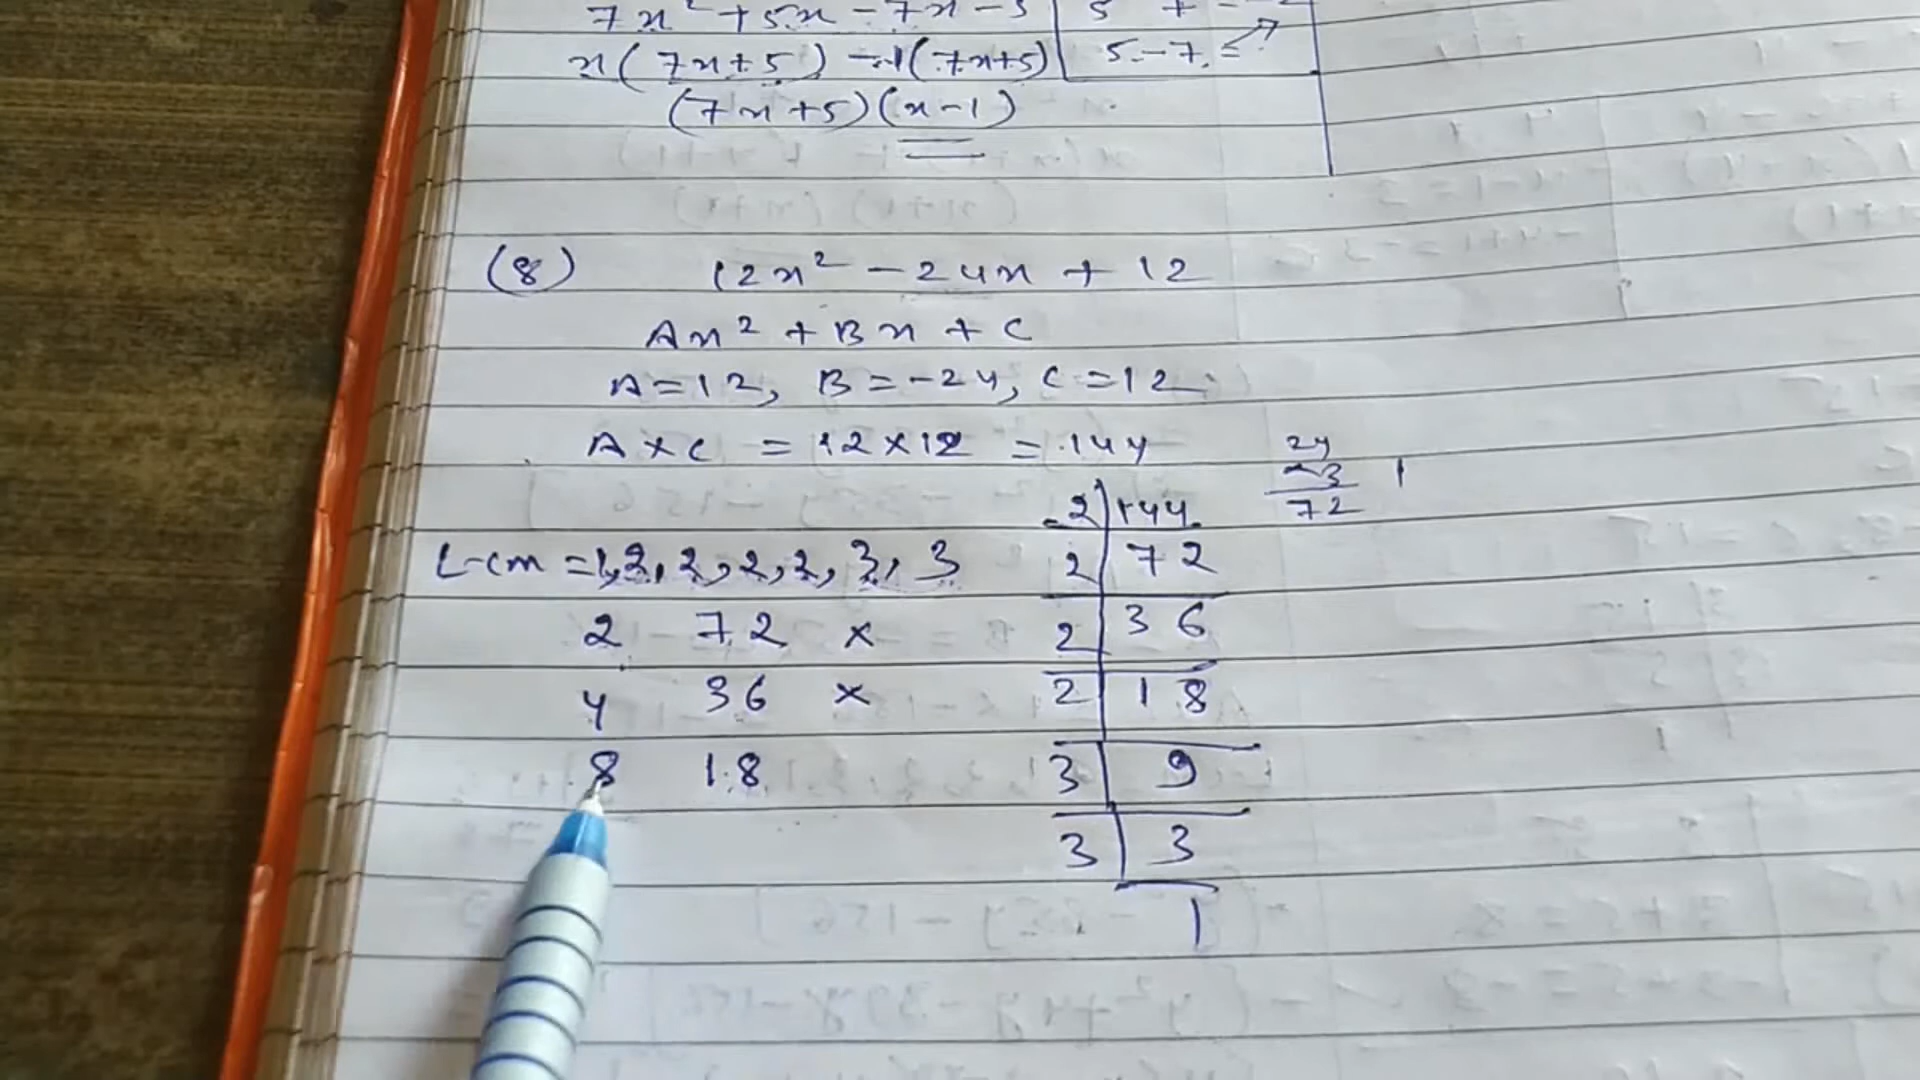 7x² + 5x - 7x - 5
x(7x+5) -1(7x+5)
5 - 7 =
(7x+5)(x-1)
(8) 12x² - 24x + 12
Ax² + Bx + C
A=12, B=-24, C=12
A×C = 12×12 = 144
24
3
72
1
L-cm = 1,2,2,2,2,3,3
2 72 ×
4 36 ×
8 18
2 144
2 72
2 36
2 18
3 9
3 3
1